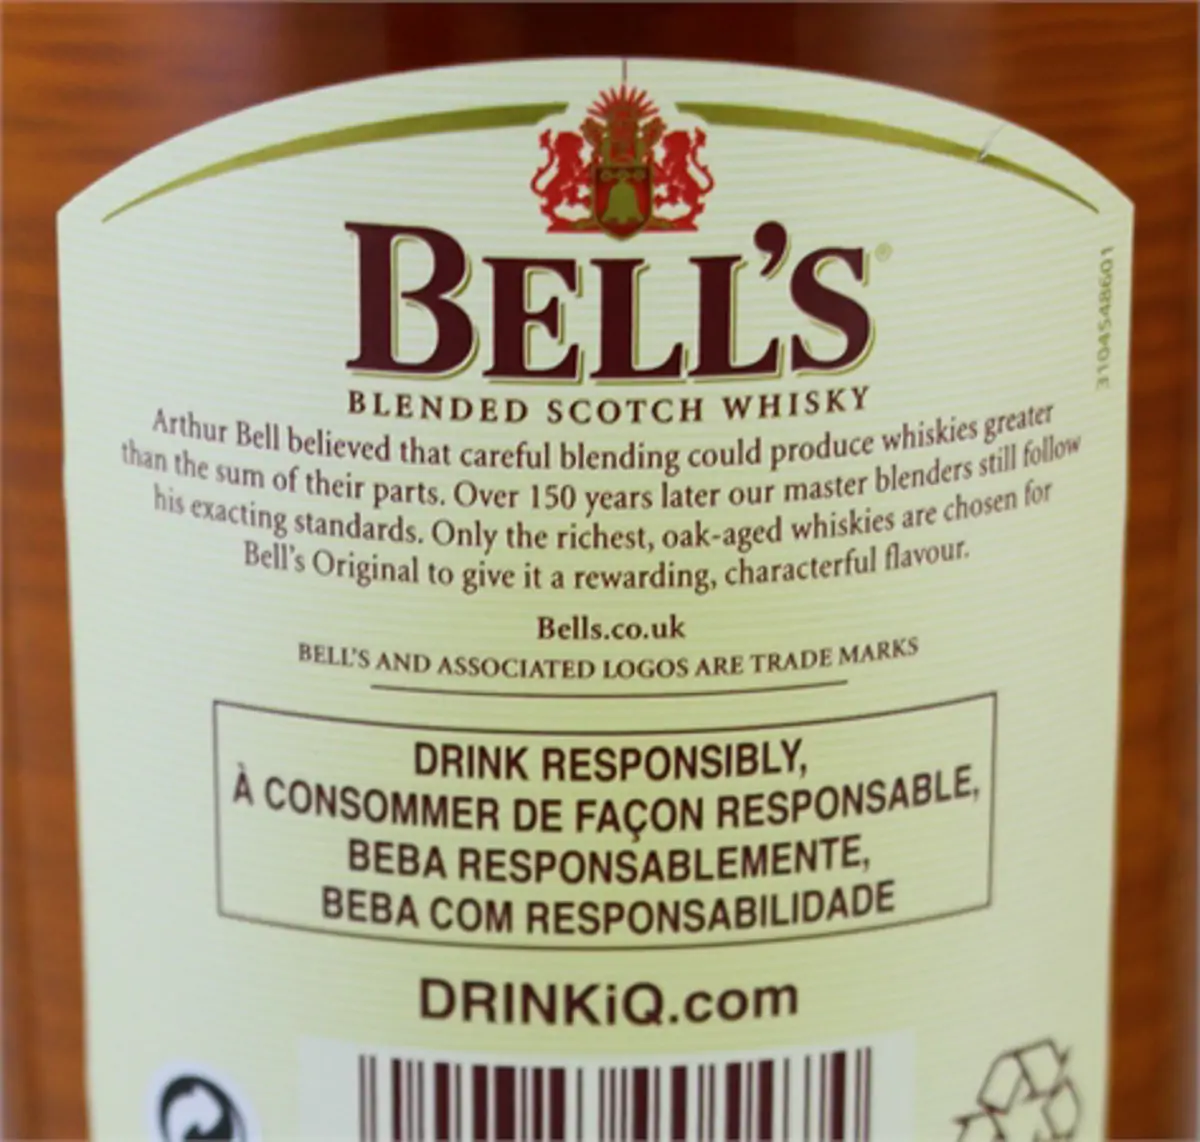 BELL'S®
BLENDED SCOTCH WHISKY
Arthur Bell believed that careful blending could produce whiskies greater
than the sum of their parts. Over 150 years later our master blenders still follow
his exacting standards. Only the richest, oak-aged whiskies are chosen for
Bell's Original to give it a rewarding, characterful flavour.
Bells.co.uk
BELL'S AND ASSOCIATED LOGOS ARE TRADE MARKS
DRINK RESPONSIBLY,
À CONSOMMER DE FAÇON RESPONSABLE,
BEBA RESPONSABLEMENTE,
BEBA COM RESPONSABILIDADE
DRINKiQ.com
3104548601